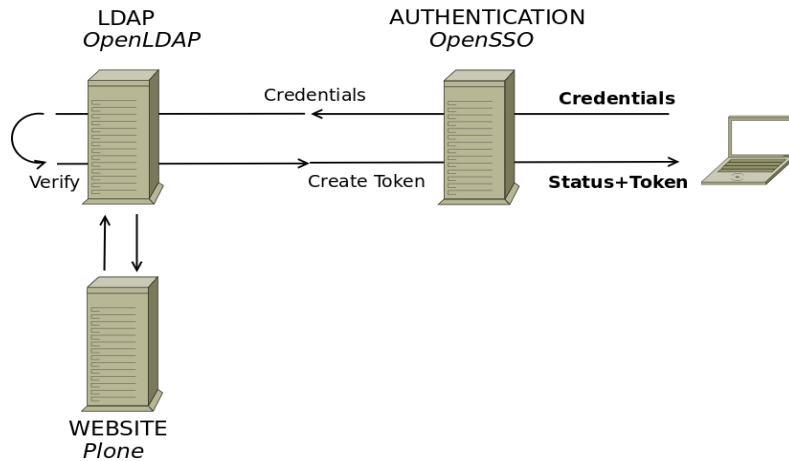 LDAP
OpenLDAP
AUTHENTICATION
OpenSSO
Credentials
Credentials
Verify
Create Token
Status+Token
WEBSITE
Plone